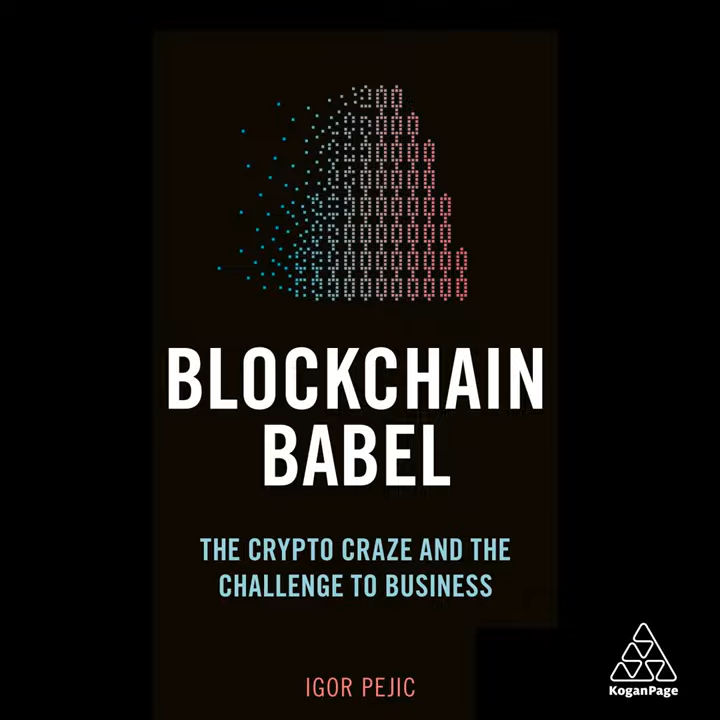 BLOCKCHAIN
BABEL
THE CRYPTO CRAZE AND THE
CHALLENGE TO BUSINESS
IGOR PEJIC
KoganPage